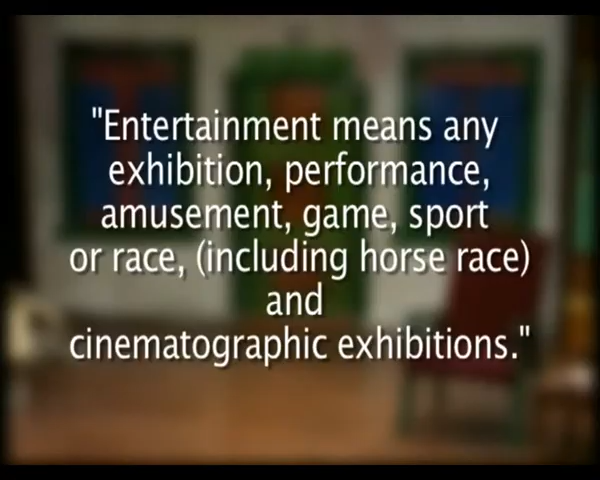 "Entertainment means any
exhibition, performance,
amusement, game, sport
or race, (including horse race)
and
cinematographic exhibitions."